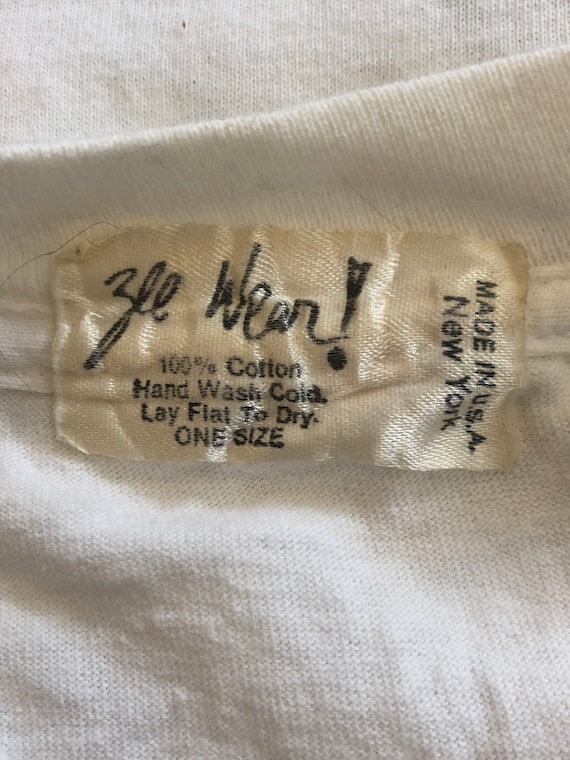 Zee Wear!
100% Cotton
Hand Wash Cold.
Lay Flat To Dry.
ONE SIZE
MADE IN U.S.A.
New York